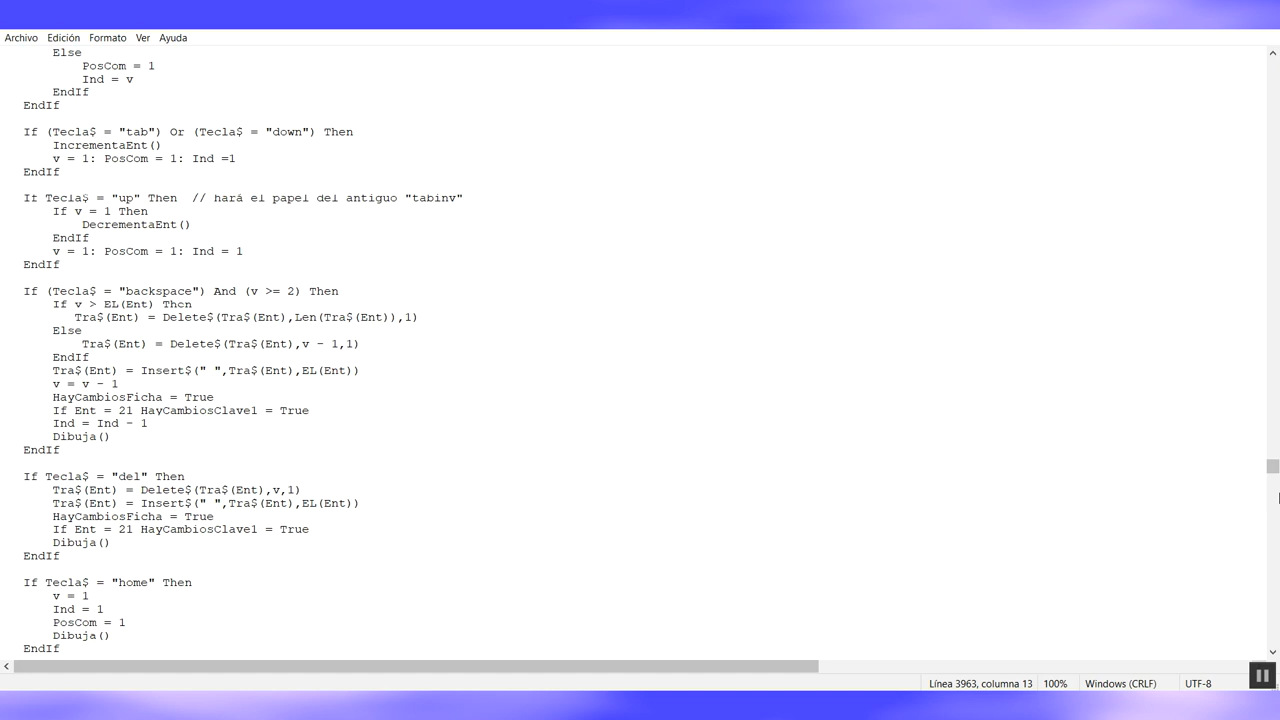 Archivo Edición Formato Ver Ayuda
Else
PosCom = 1
Ind = v
EndIf
EndIf
If (Tecla$ = "tab") Or (Tecla$ = "down") Then
IncrementaEnt()
v = 1: PosCom = 1: Ind =1
EndIf
If Tecla$ = "up" Then // hará el papel del antiguo "tabinv"
If v = 1 Then
DecrementaEnt()
EndIf
v = 1: PosCom = 1: Ind = 1
EndIf
If (Tecla$ = "backspace") And (v >= 2) Then
If v > EL(Ent) Then
Tra$(Ent) = Delete$(Tra$(Ent),Len(Tra$(Ent)),1)
Else
Tra$(Ent) = Delete$(Tra$(Ent),v - 1,1)
EndIf
Tra$(Ent) = Insert$(" ",Tra$(Ent),EL(Ent))
v = v - 1
HayCambiosFicha = True
If Ent = 21 HayCambiosClave1 = True
Ind = Ind - 1
Dibuja()
EndIf
If Tecla$ = "del" Then
Tra$(Ent) = Delete$(Tra$(Ent),v,1)
Tra$(Ent) = Insert$(" ",Tra$(Ent),EL(Ent))
HayCambiosFicha = True
If Ent = 21 HayCambiosClave1 = True
Dibuja()
EndIf
If Tecla$ = "home" Then
v = 1
Ind = 1
PosCom = 1
Dibuja()
EndIf
Línea 3963, columna 13 100% Windows (CRLF) UTF-8